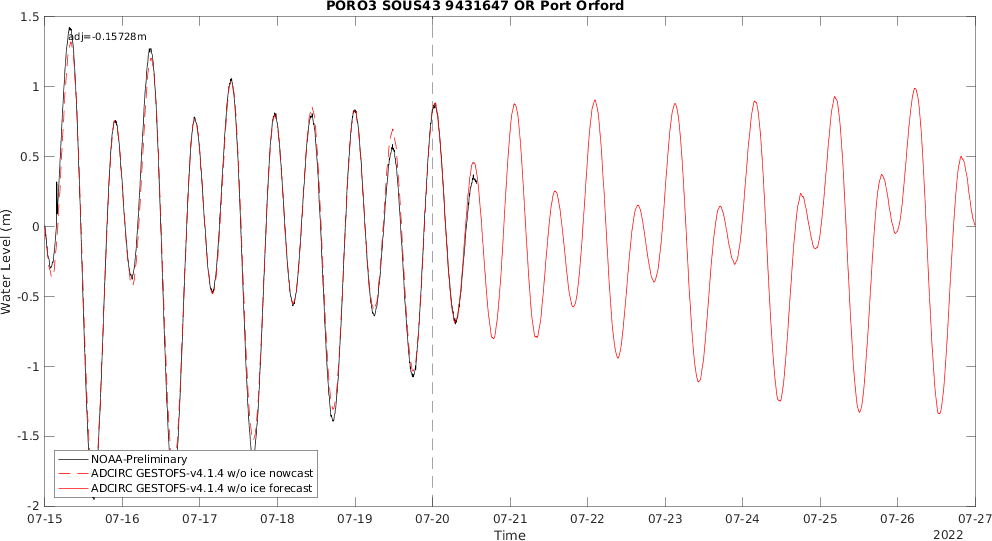 PORO3 SOUS43 9431647 OR Port Orford
adj=-0.15728m
Water Level (m)
1.5
1
0.5
0
-0.5
-1
-1.5
-2
NOAA-Preliminary
ADCIRC GESTOFS-v4.1.4 w/o ice nowcast
ADCIRC GESTOFS-v4.1.4 w/o ice forecast
07-15 07-16 07-17 07-18 07-19 07-20 07-21 07-22 07-23 07-24 07-25 07-26 07-27
Time
2022